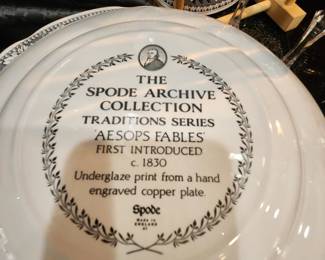 THE
SPODE ARCHIVE
COLLECTION
TRADITIONS SERIES
'AESOPS FABLES'
FIRST INTRODUCED
c. 1830
Underglaze print from a hand
engraved copper plate.
Spode
MADE IN
ENGLAND